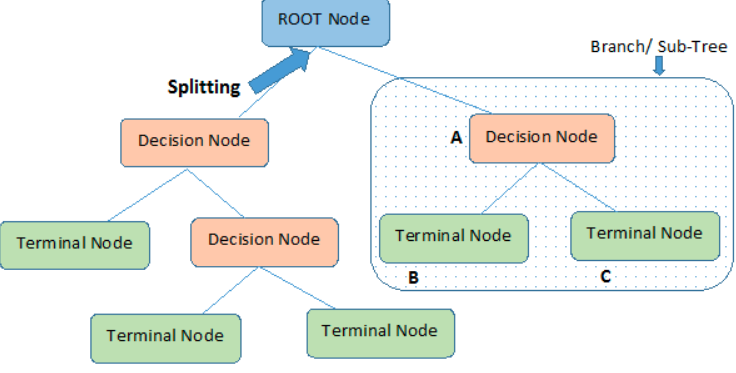 ROOT Node
Branch/ Sub-Tree
Splitting
Decision Node
A
Decision Node
Terminal Node
Decision Node
Terminal Node
Terminal Node
B
C
Terminal Node
Terminal Node